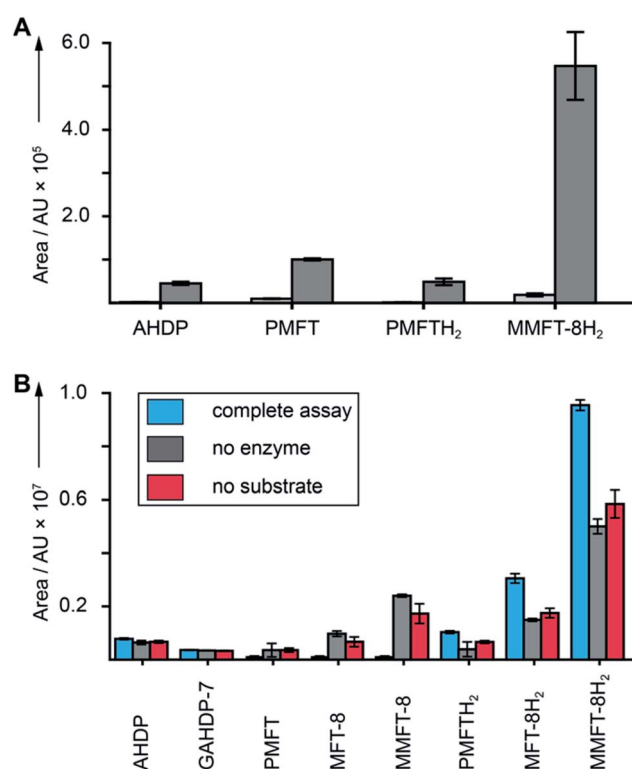 A
Area / AU × 10⁵
6.0
4.0
2.0
AHDP PMFT PMFTH₂ MMFT-8H₂
B
Area / AU × 10⁷
1.0
0.6
0.2
complete assay
no enzyme
no substrate
AHDP
GAHDP-7
PMFT
MFT-8
MMFT-8
PMFTH₂
MFT-8H₂
MMFT-8H₂